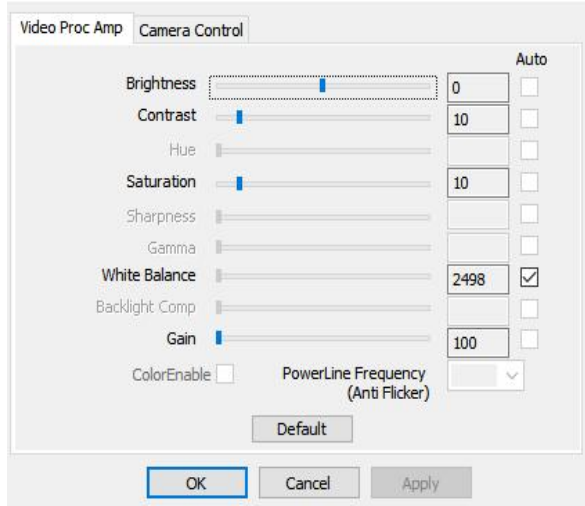 Video Proc Amp Camera Control
Auto
Brightness 0
Contrast 10
Hue
Saturation 10
Sharpness
Gamma
White Balance 2498
Backlight Comp
Gain 100
ColorEnable PowerLine Frequency
(Anti Flicker)
Default
OK Cancel Apply